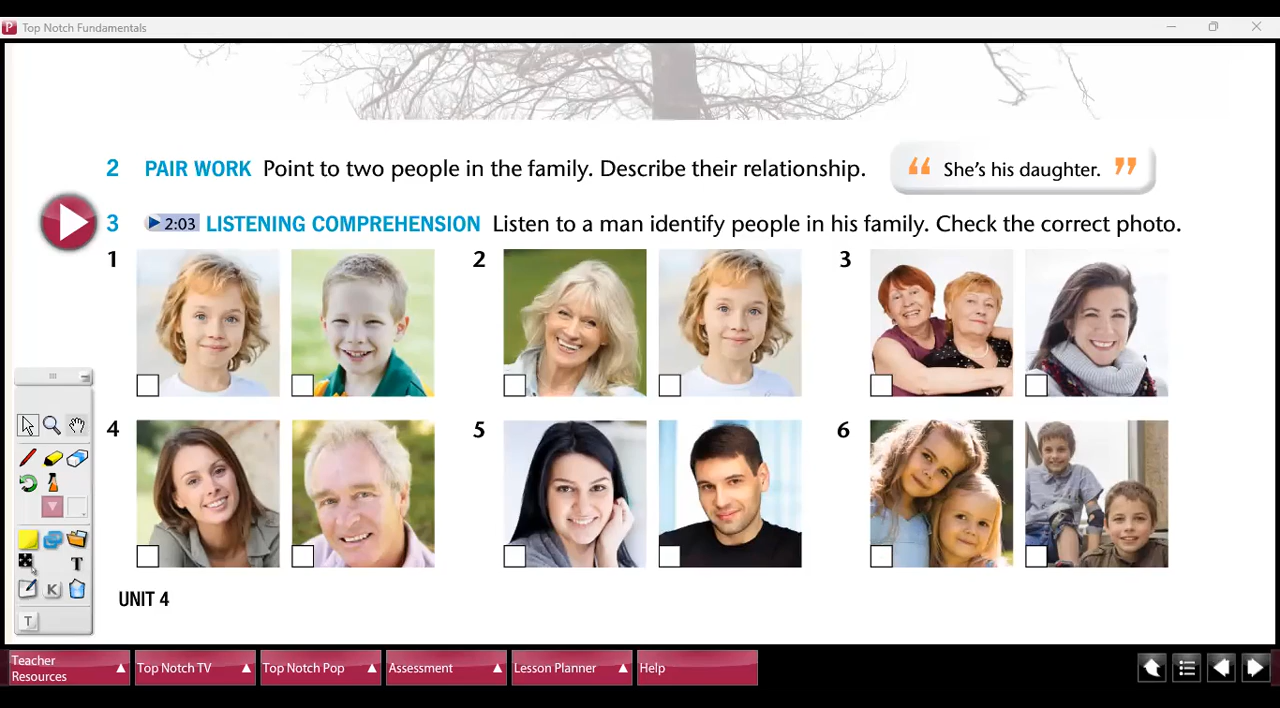 Top Notch Fundamentals
2 PAIR WORK Point to two people in the family. Describe their relationship.
“ She's his daughter. ”
3 2:03 LISTENING COMPREHENSION Listen to a man identify people in his family. Check the correct photo.
1
2
3
4
5
6
UNIT 4
T
K
T
Teacher
Resources
Top Notch TV
Top Notch Pop
Assessment
Lesson Planner
Help